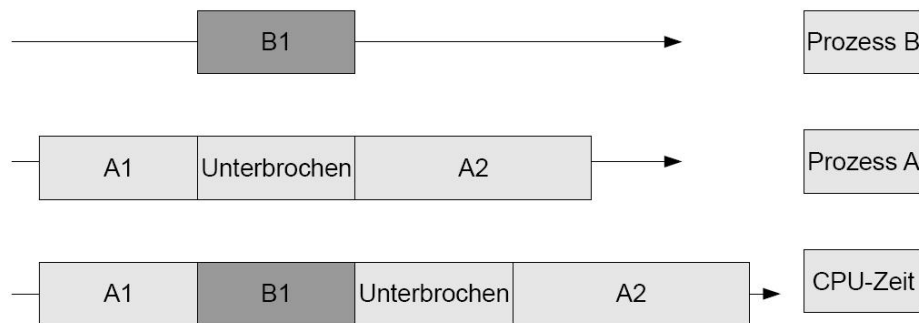 B1
Prozess B
A1
Unterbrochen
A2
Prozess A
A1
B1
Unterbrochen
A2
CPU-Zeit